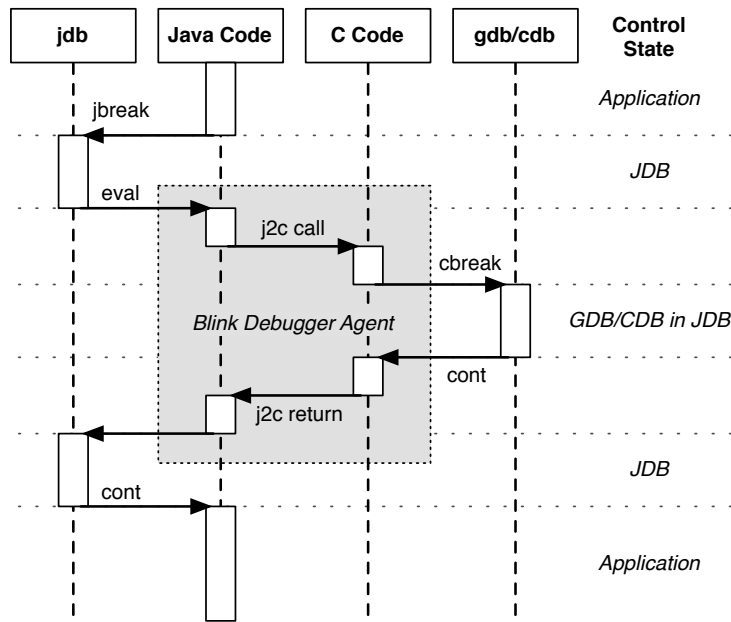 jdb Java Code C Code gdb/cdb Control State
Application
jbreak
JDB
eval
j2c call
cbreak
Blink Debugger Agent GDB/CDB in JDB
cont
j2c return
JDB
cont
Application